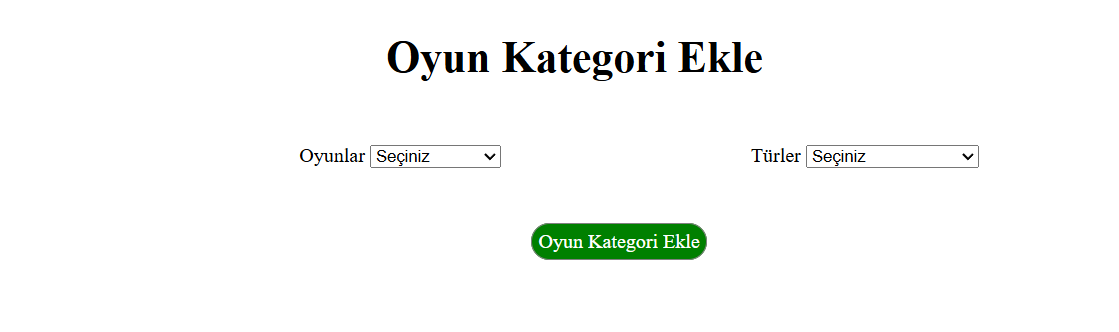 Oyun Kategori Ekle
Oyunlar Seçiniz Türler Seçiniz
Oyun Kategori Ekle